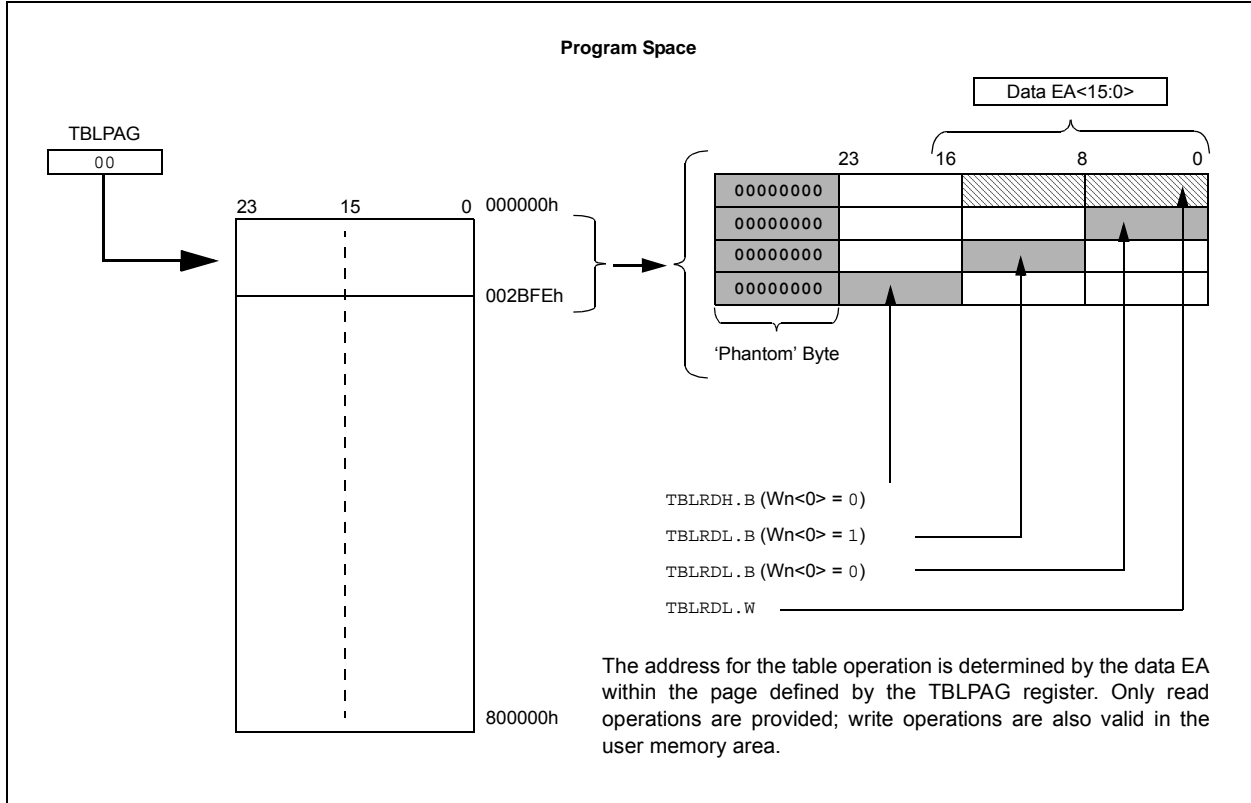 Program Space
Data EA<15:0>
TBLPAG
00
23 16 8 0
23 15 0
000000h
002BFEh
800000h
00000000
00000000
00000000
00000000
‘Phantom’ Byte
TBLRDH.B (Wn<0> = 0)
TBLRDL.B (Wn<0> = 1)
TBLRDL.B (Wn<0> = 0)
TBLRDL.W
The address for the table operation is determined by the data EA
within the page defined by the TBLPAG register. Only read
operations are provided; write operations are also valid in the
user memory area.